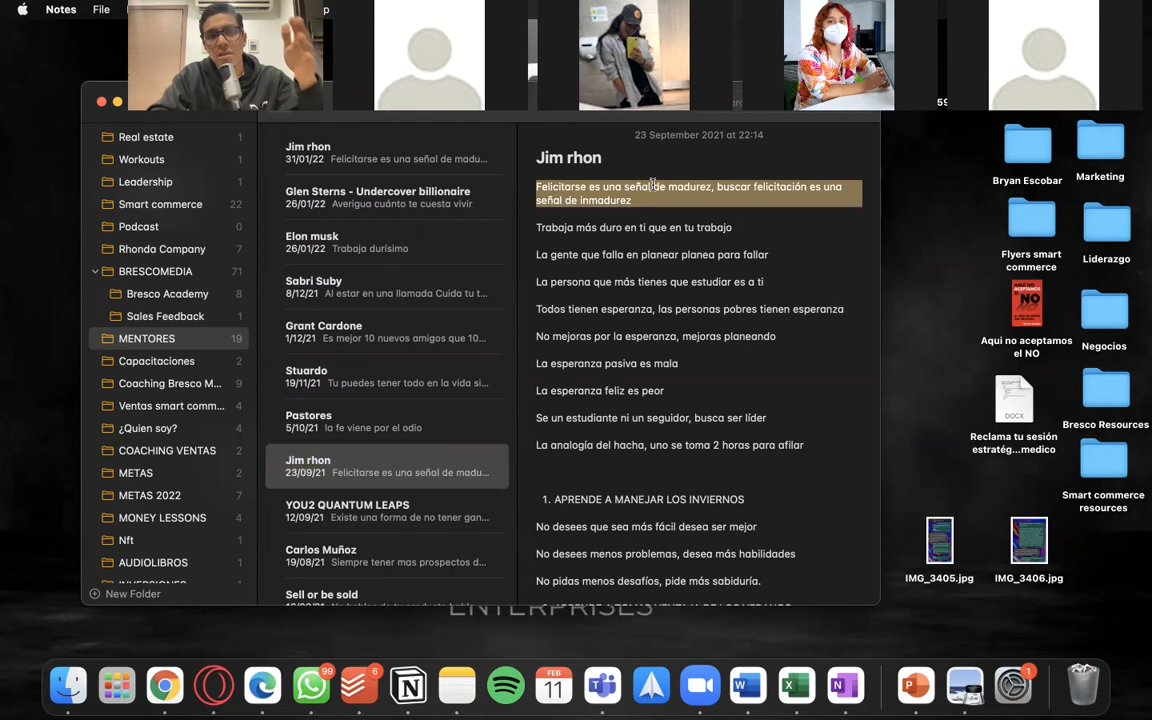 Notes
File
p
59
Real estate 1
Workouts 1
Leadership 1
Smart commerce 22
Podcast 0
Rhonda Company 7
BRESCOMEDIA 71
Bresco Academy 8
Sales Feedback 1
MENTORES 19
Capacitaciones 3
Coaching Bresco M... 9
Ventas smart comm... 4
¿Quien soy? 4
COACHING VENTAS 2
METAS 2
METAS 2022 7
MONEY LESSONS 4
Nft 1
AUDIOLIBROS 1
INVERSIONES
New Folder
Jim rhon
31/01/22 Felicitarse es una señal de madu...
Glen Sterns - Undercover billionaire
26/01/22 Averigua cuánto te cuesta vivir
Elon musk
26/01/22 Trabaja durísimo
Sabri Suby
8/12/21 Al estar en una llamada Cuida tu t...
Grant Cardone
1/12/21 Es mejor 10 nuevos amigos que 10...
Stuardo
19/11/21 Tu puedes tener todo en la vida si...
Pastores
5/10/21 la fe viene por el odio
Jim rhon
23/09/21 Felicitarse es una señal de madu...
YOU2 QUANTUM LEAPS
12/09/21 Existe una forma de no tener gan...
Carlos Muñoz
19/08/21 Siempre tener mas prospectos d...
Sell or be sold
23 September 2021 at 22:14
Jim rhon
Felicitarse es una señal de madurez, buscar felicitación es una
señal de inmadurez
Trabaja más duro en ti que en tu trabajo
La gente que falla en planear planea para fallar
La persona que más tienes que estudiar es a ti
Todos tienen esperanza, las personas pobres tienen esperanza
No mejoras por la esperanza, mejoras planeando
La esperanza pasiva es mala
La esperanza feliz es peor
Se un estudiante ni un seguidor, busca ser líder
La analogía del hacha, uno se toma 2 horas para afilar
1. APRENDE A MANEJAR LOS INVIERNOS
No desees que sea más fácil desea ser mejor
No desees menos problemas, desea más habilidades
No pidas menos desafíos, pide más sabiduría.
Bryan Escobar
Marketing
Flyers smart
commerce
Liderazgo
Aqui no aceptamos
el NO
Negocios
DOCX
Reclama tu sesión
estratég...medico
Bresco Resources
Smart commerce
resources
IMG_3405.jpg
IMG_3406.jpg
ENTERPRISES
99
6
FEB
11
1